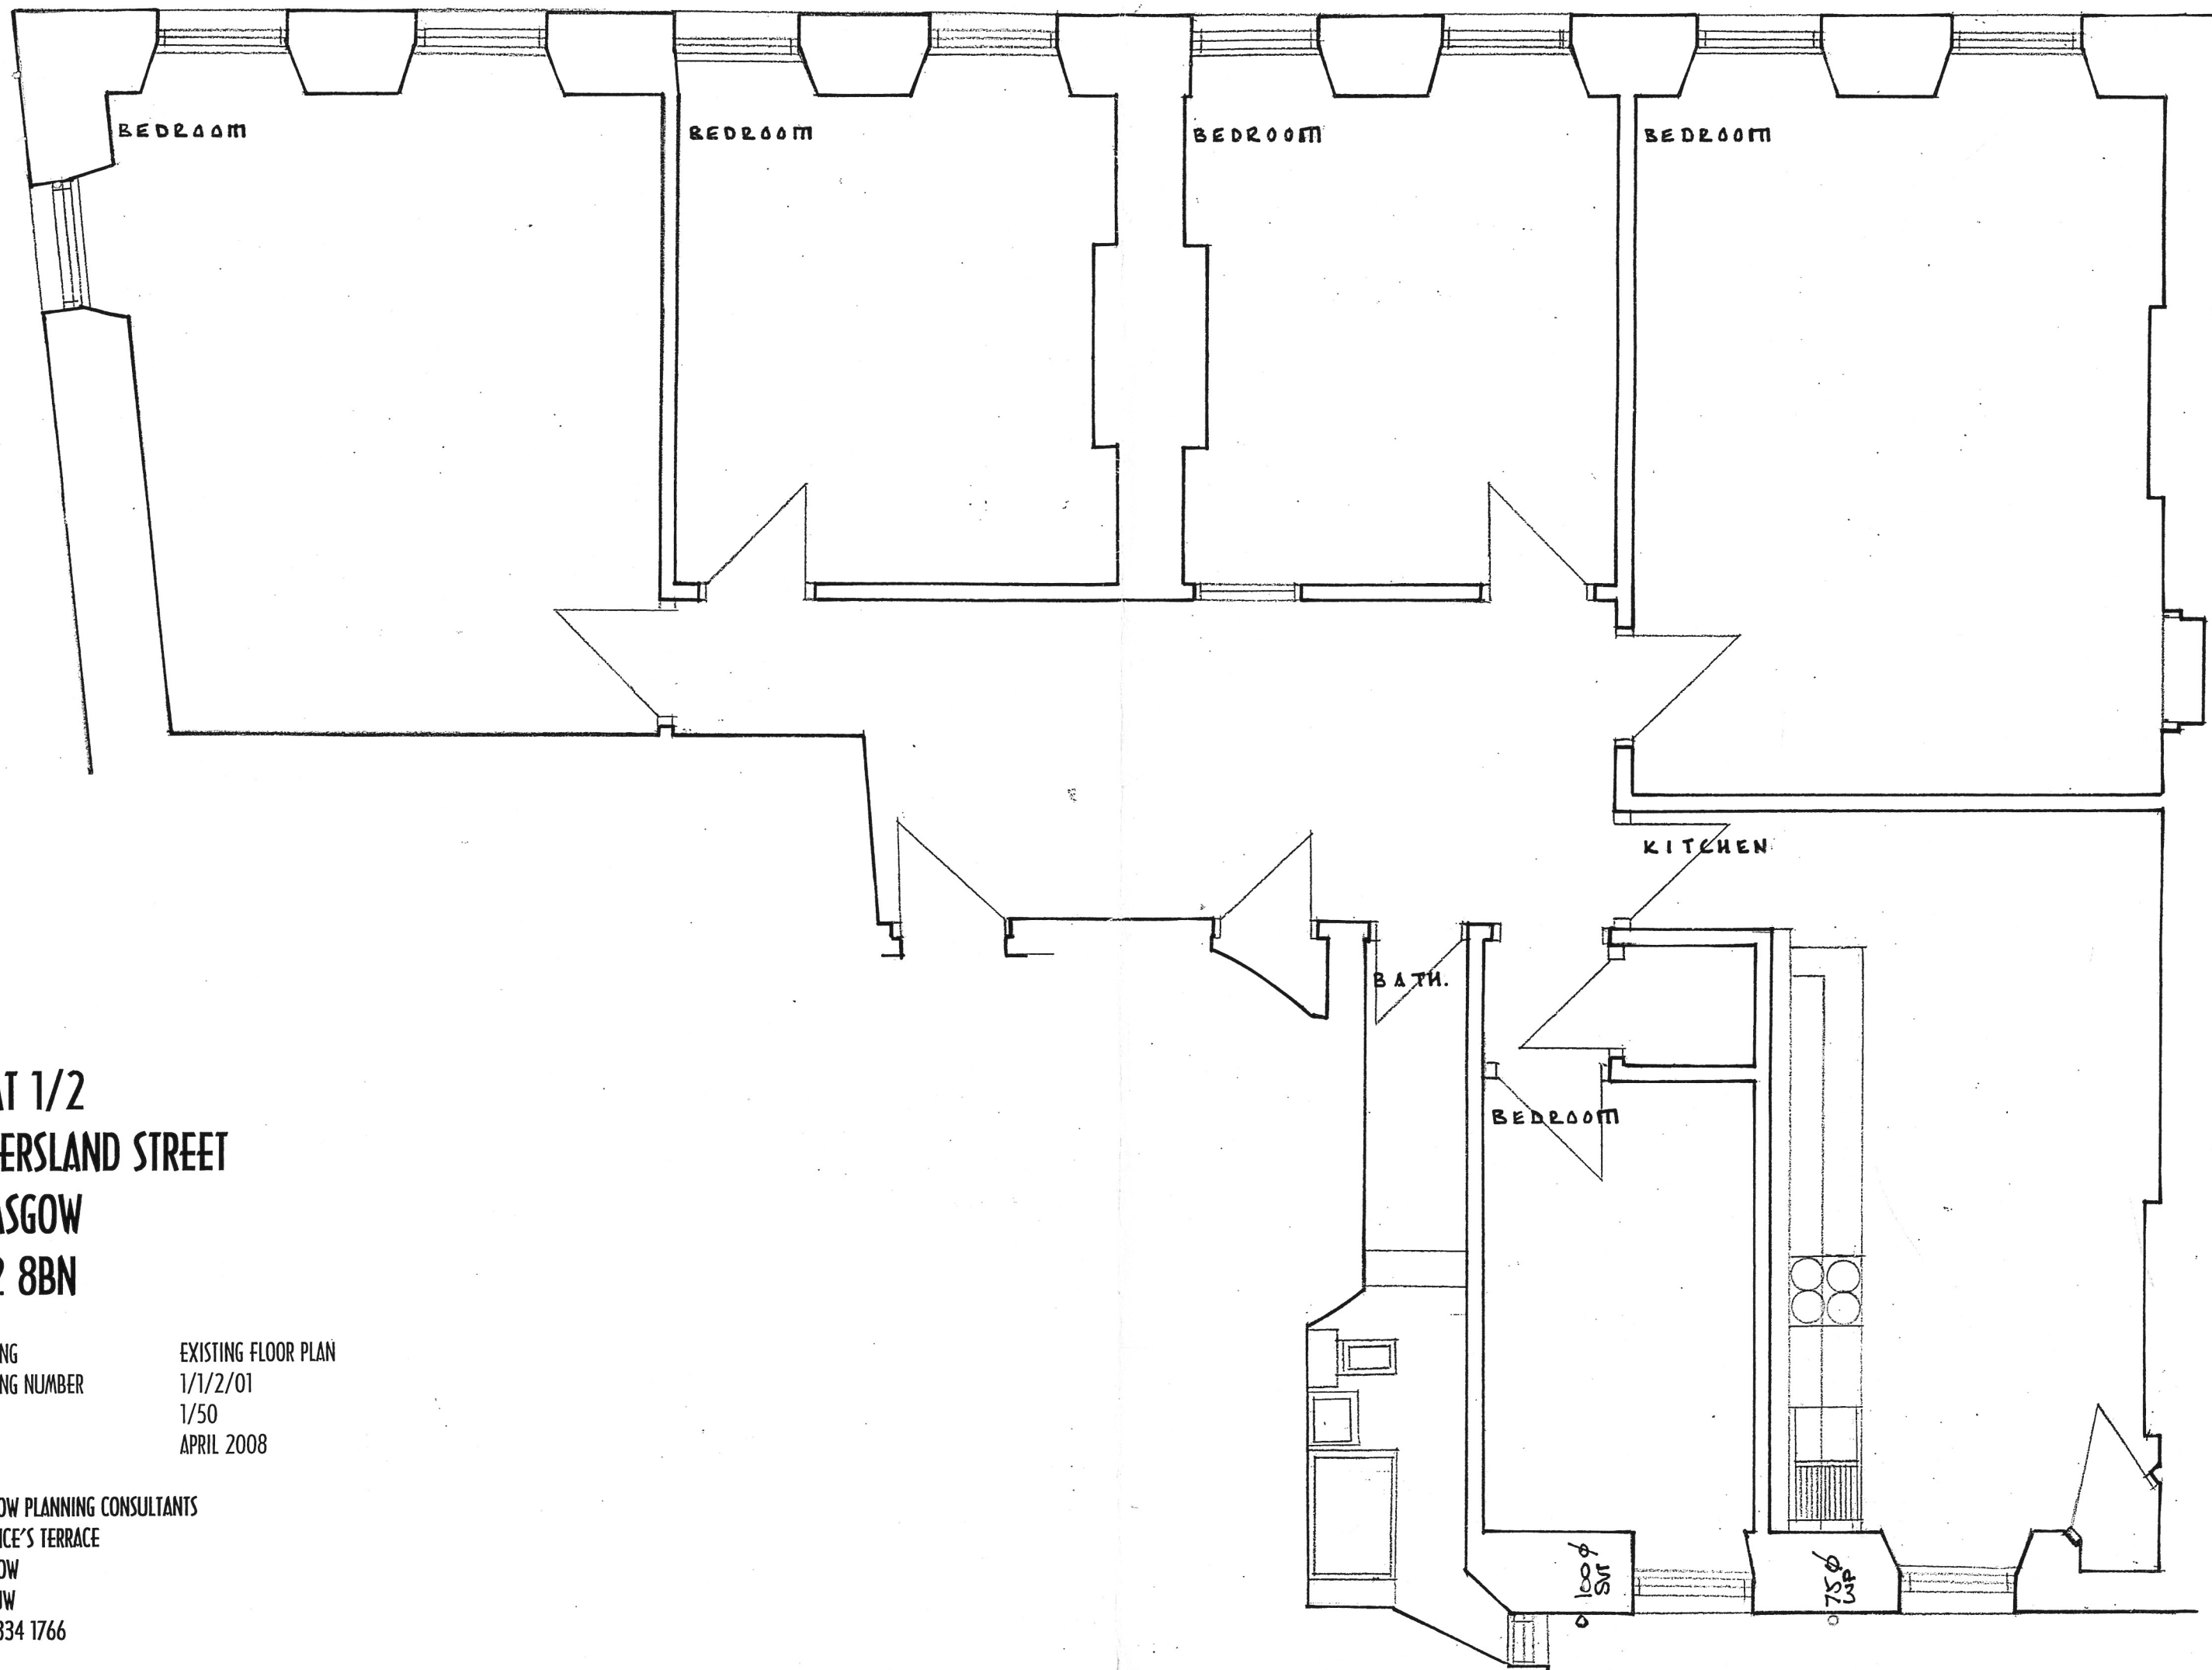 BEDROOM
BEDROOM
BEDROOM
BEDROOM
KITCHEN
BATH.
BEDROOM
AT 1/2
ERSLAND STREET
ASGOW
2 8BN
NG EXISTING FLOOR PLAN
NG NUMBER 1/1/2/01
1/50
APRIL 2008
OW PLANNING CONSULTANTS
ICE'S TERRACE
OW
UW
334 1766
100ø
SVP
75ø
WP